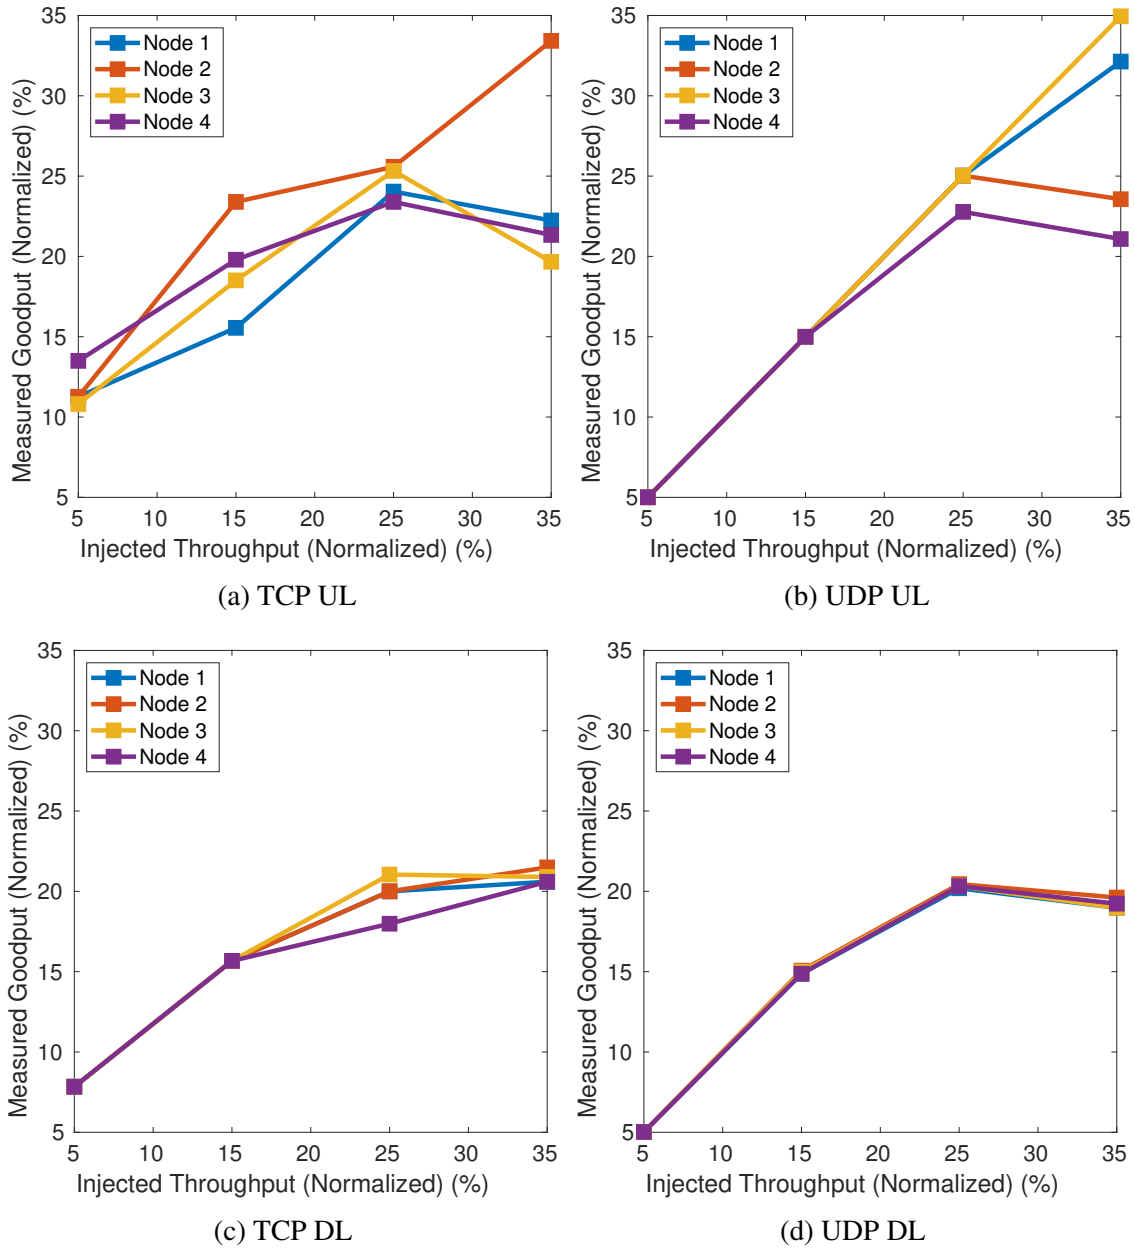 35
30
25
20
15
10
5
Measured Goodput (Normalized) (%)
Node 1
Node 2
Node 3
Node 4
5 10 15 20 25 30 35
Injected Throughput (Normalized) (%)
(a) TCP UL
35
30
25
20
15
10
5
Measured Goodput (Normalized) (%)
Node 1
Node 2
Node 3
Node 4
5 10 15 20 25 30 35
Injected Throughput (Normalized) (%)
(b) UDP UL
35
30
25
20
15
10
5
Measured Goodput (Normalized) (%)
Node 1
Node 2
Node 3
Node 4
5 10 15 20 25 30 35
Injected Throughput (Normalized) (%)
(c) TCP DL
35
30
25
20
15
10
5
Measured Goodput (Normalized) (%)
Node 1
Node 2
Node 3
Node 4
5 10 15 20 25 30 35
Injected Throughput (Normalized) (%)
(d) UDP DL